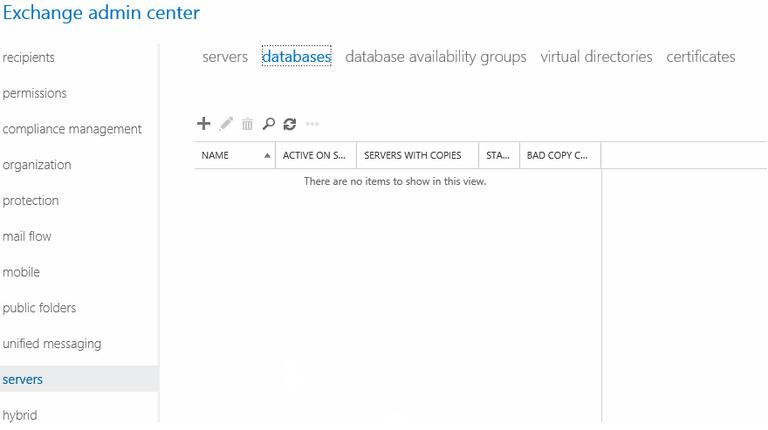 Exchange admin center
recipients
permissions
compliance management
organization
protection
mail flow
mobile
public folders
unified messaging
servers
hybrid
servers databases database availability groups virtual directories certificates
NAME ACTIVE ON S... SERVERS WITH COPIES STA... BAD COPY C...
There are no items to show in this view.